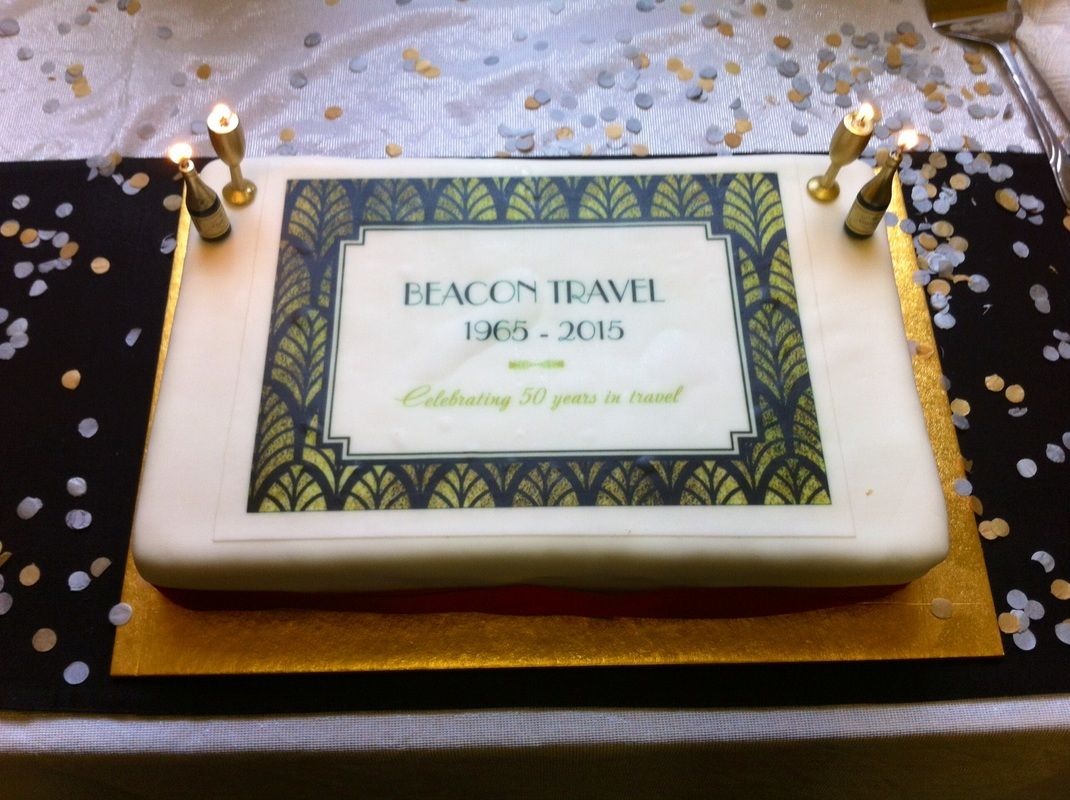 BEACON TRAVEL
1965 - 2015
Celebrating 50 years in travel